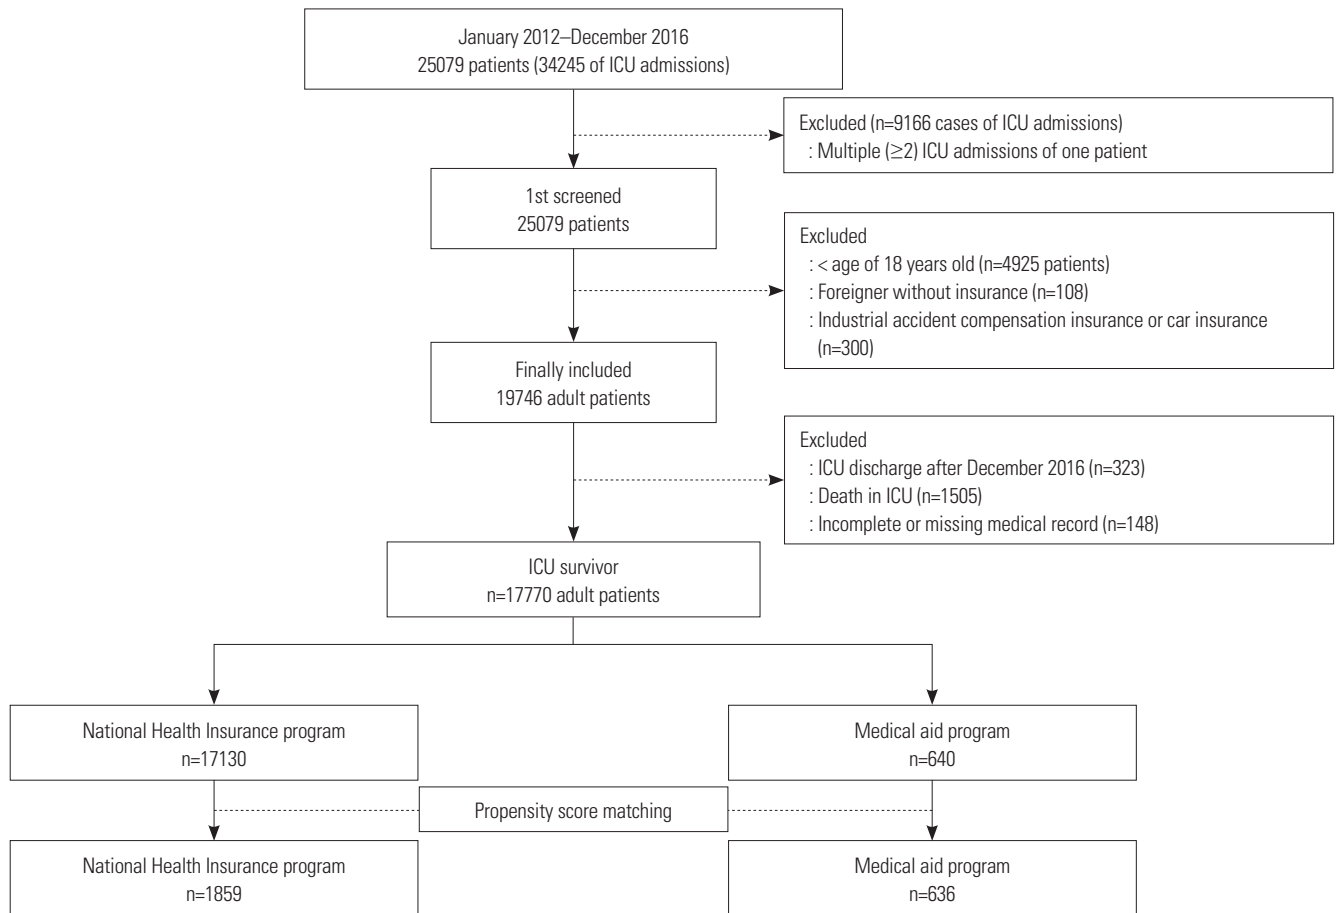 January 2012–December 2016
25079 patients (34245 of ICU admissions)
Excluded (n=9166 cases of ICU admissions)
: Multiple (≥2) ICU admissions of one patient
1st screened
25079 patients
Excluded
: < age of 18 years old (n=4925 patients)
: Foreigner without insurance (n=108)
: Industrial accident compensation insurance or car insurance
(n=300)
Finally included
19746 adult patients
Excluded
: ICU discharge after December 2016 (n=323)
: Death in ICU (n=1505)
: Incomplete or missing medical record (n=148)
ICU survivor
n=17770 adult patients
National Health Insurance program
n=17130
Medical aid program
n=640
Propensity score matching
National Health Insurance program
n=1859
Medical aid program
n=636